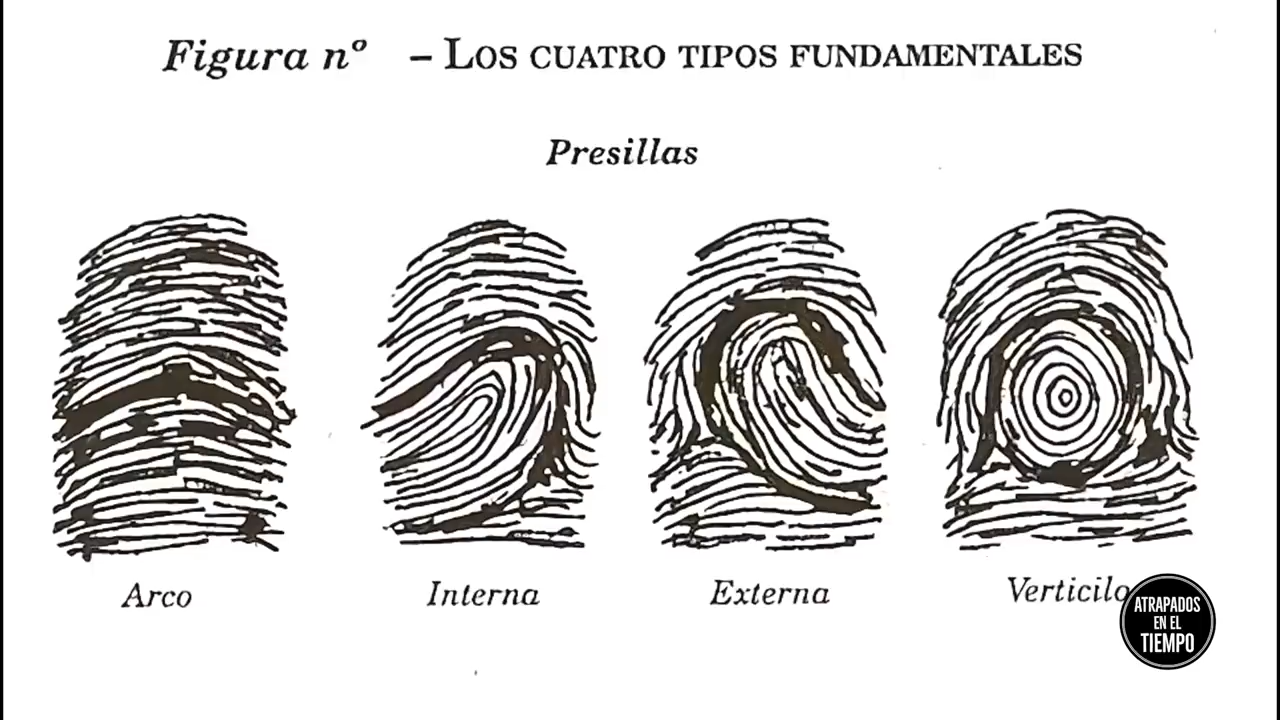 Figura nº – LOS CUATRO TIPOS FUNDAMENTALES
Presillas
Arco
Interna
Externa
Verticilo
ATRAPADOS
EN EL
TIEMPO